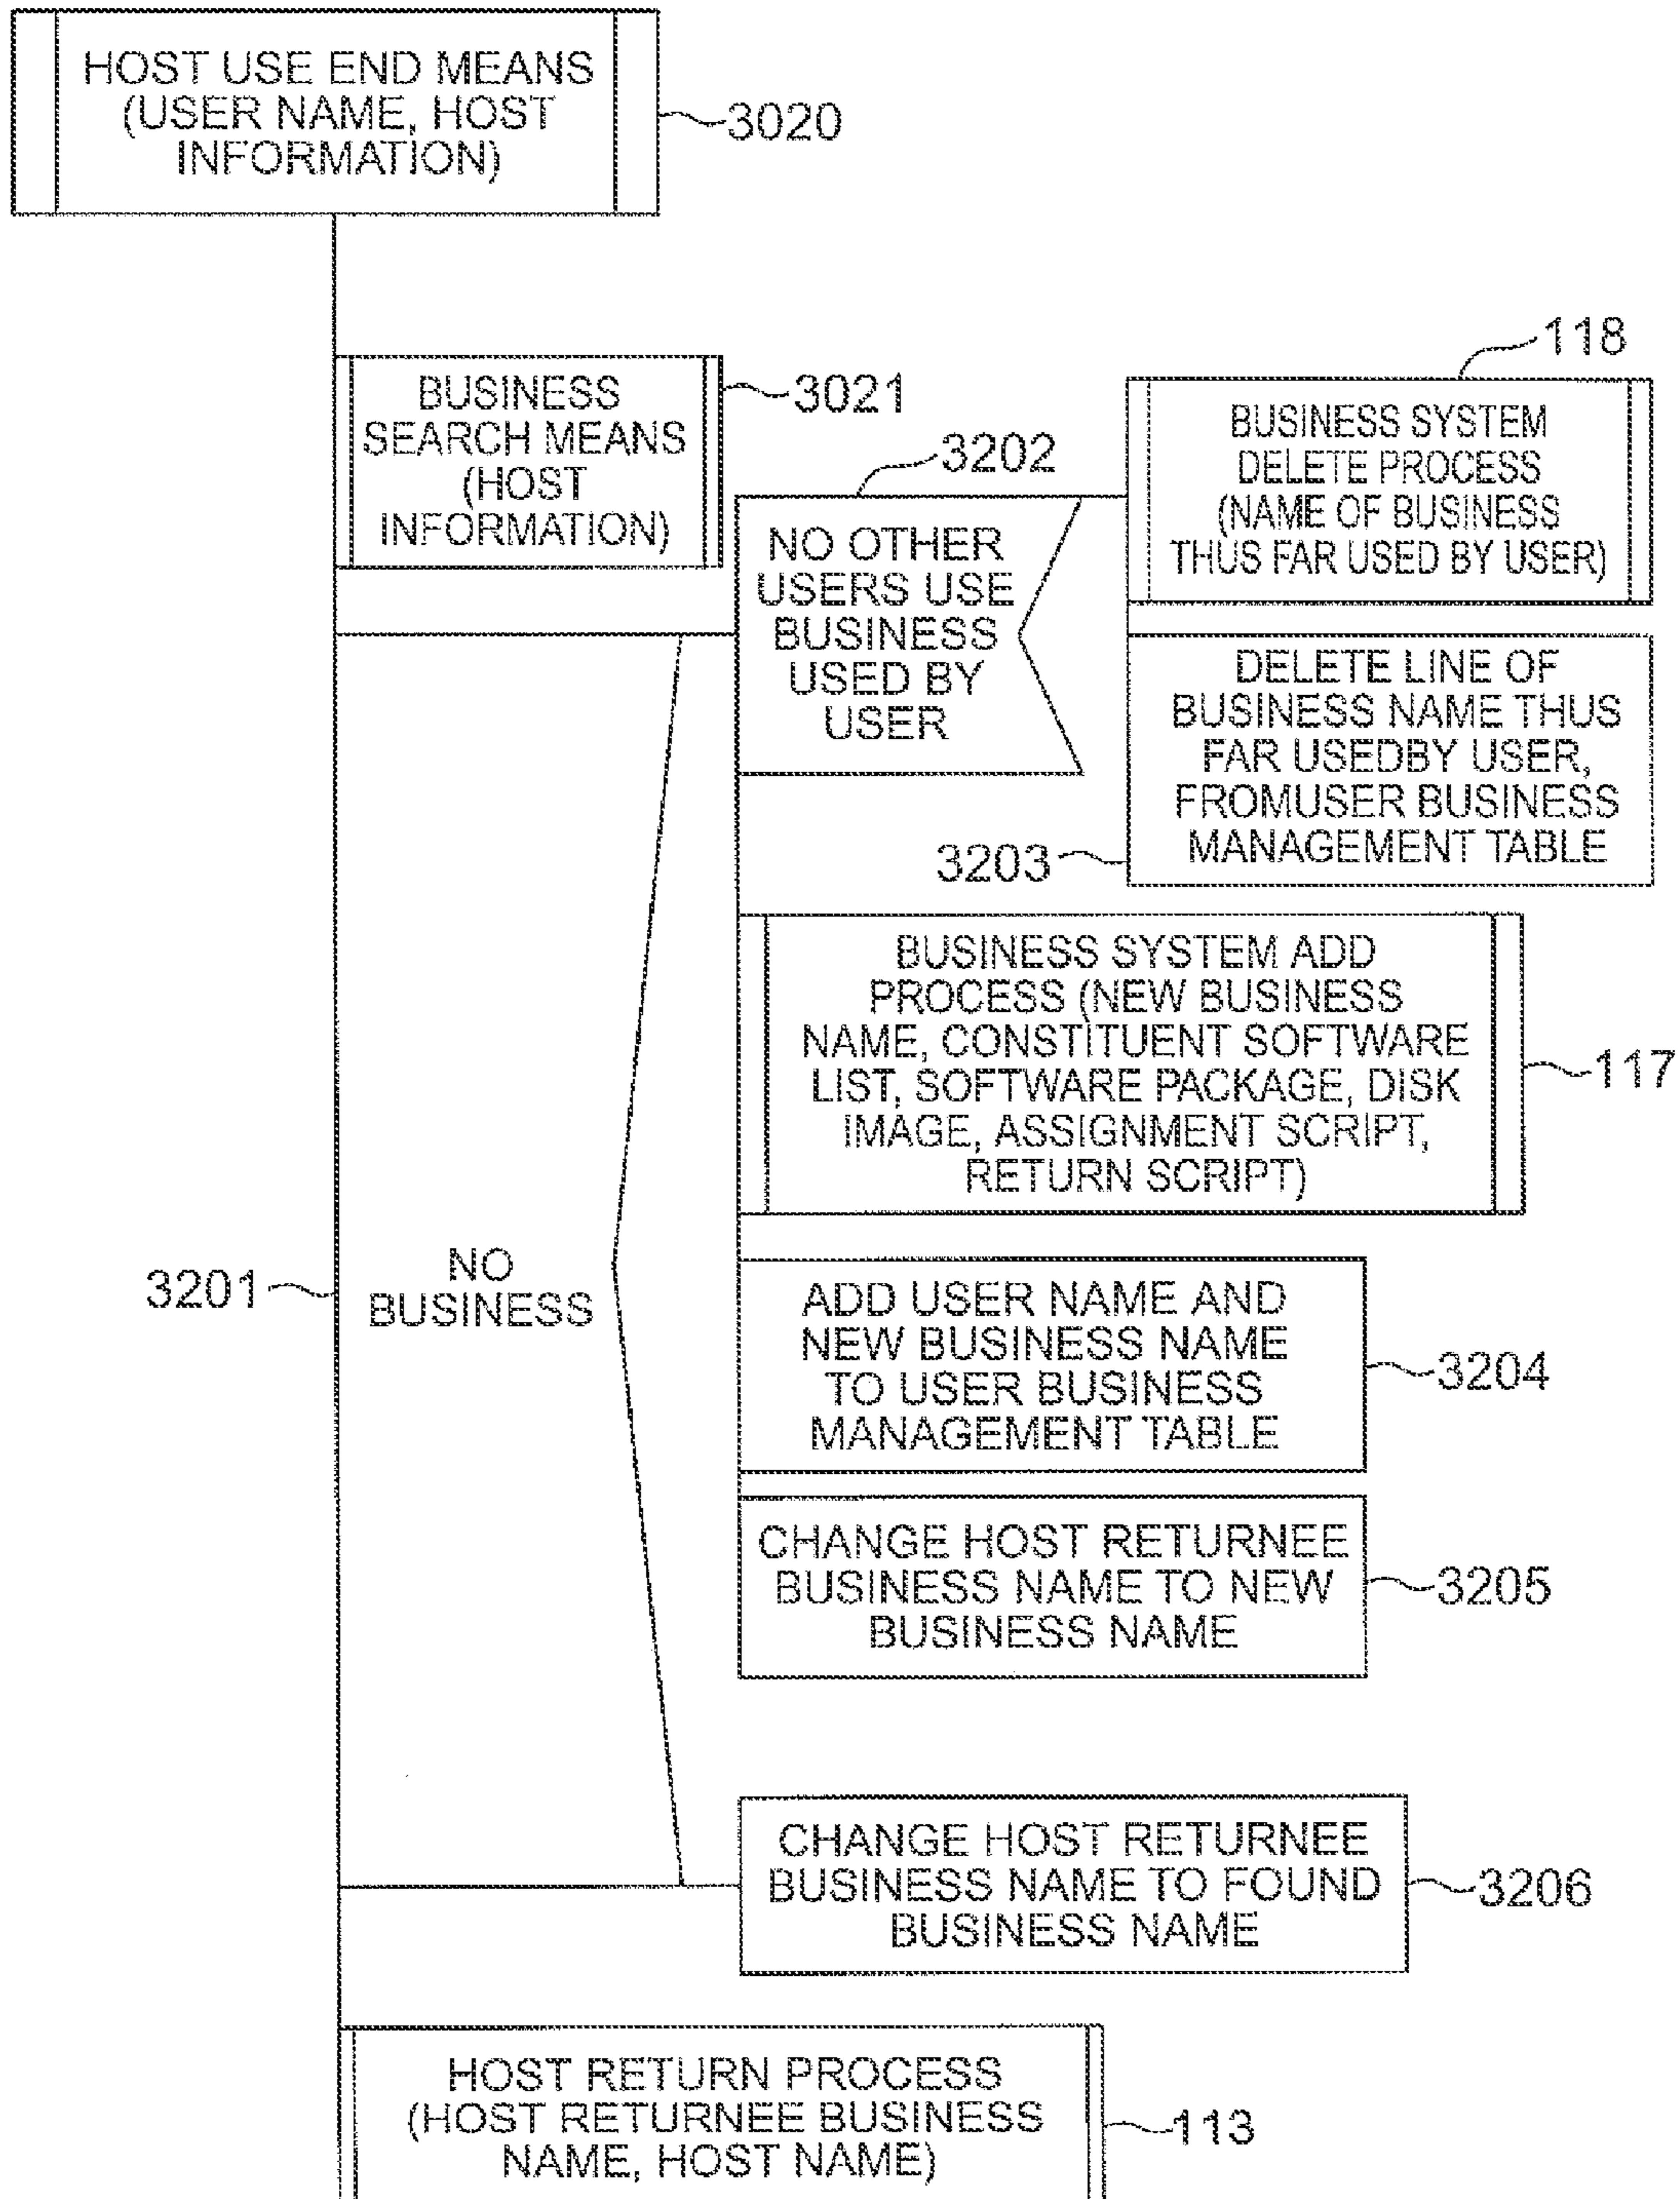 HOST USE END MEANS
(USER NAME, HOST
INFORMATION)
3020
BUSINESS
SEARCH MEANS
(HOST
INFORMATION)
3021
3202
NO OTHER
USERS USE
BUSINESS
USED BY
USER
118
BUSINESS SYSTEM
DELETE PROCESS
(NAME OF BUSINESS
THUS FAR USED BY USER)
DELETE LINE OF
BUSINESS NAME THUS
FAR USEDBY USER,
FROMUSER BUSINESS
MANAGEMENT TABLE
3203
BUSINESS SYSTEM ADD
PROCESS (NEW BUSINESS
NAME, CONSTITUENT SOFTWARE
LIST, SOFTWARE PACKAGE, DISK
IMAGE, ASSIGNMENT SCRIPT,
RETURN SCRIPT)
117
3201
NO
BUSINESS
ADD USER NAME AND
NEW BUSINESS NAME
TO USER BUSINESS
MANAGEMENT TABLE
3204
CHANGE HOST RETURNEE
BUSINESS NAME TO NEW
BUSINESS NAME
3205
CHANGE HOST RETURNEE
BUSINESS NAME TO FOUND
BUSINESS NAME
3206
HOST RETURN PROCESS
(HOST RETURNEE BUSINESS
NAME, HOST NAME)
113